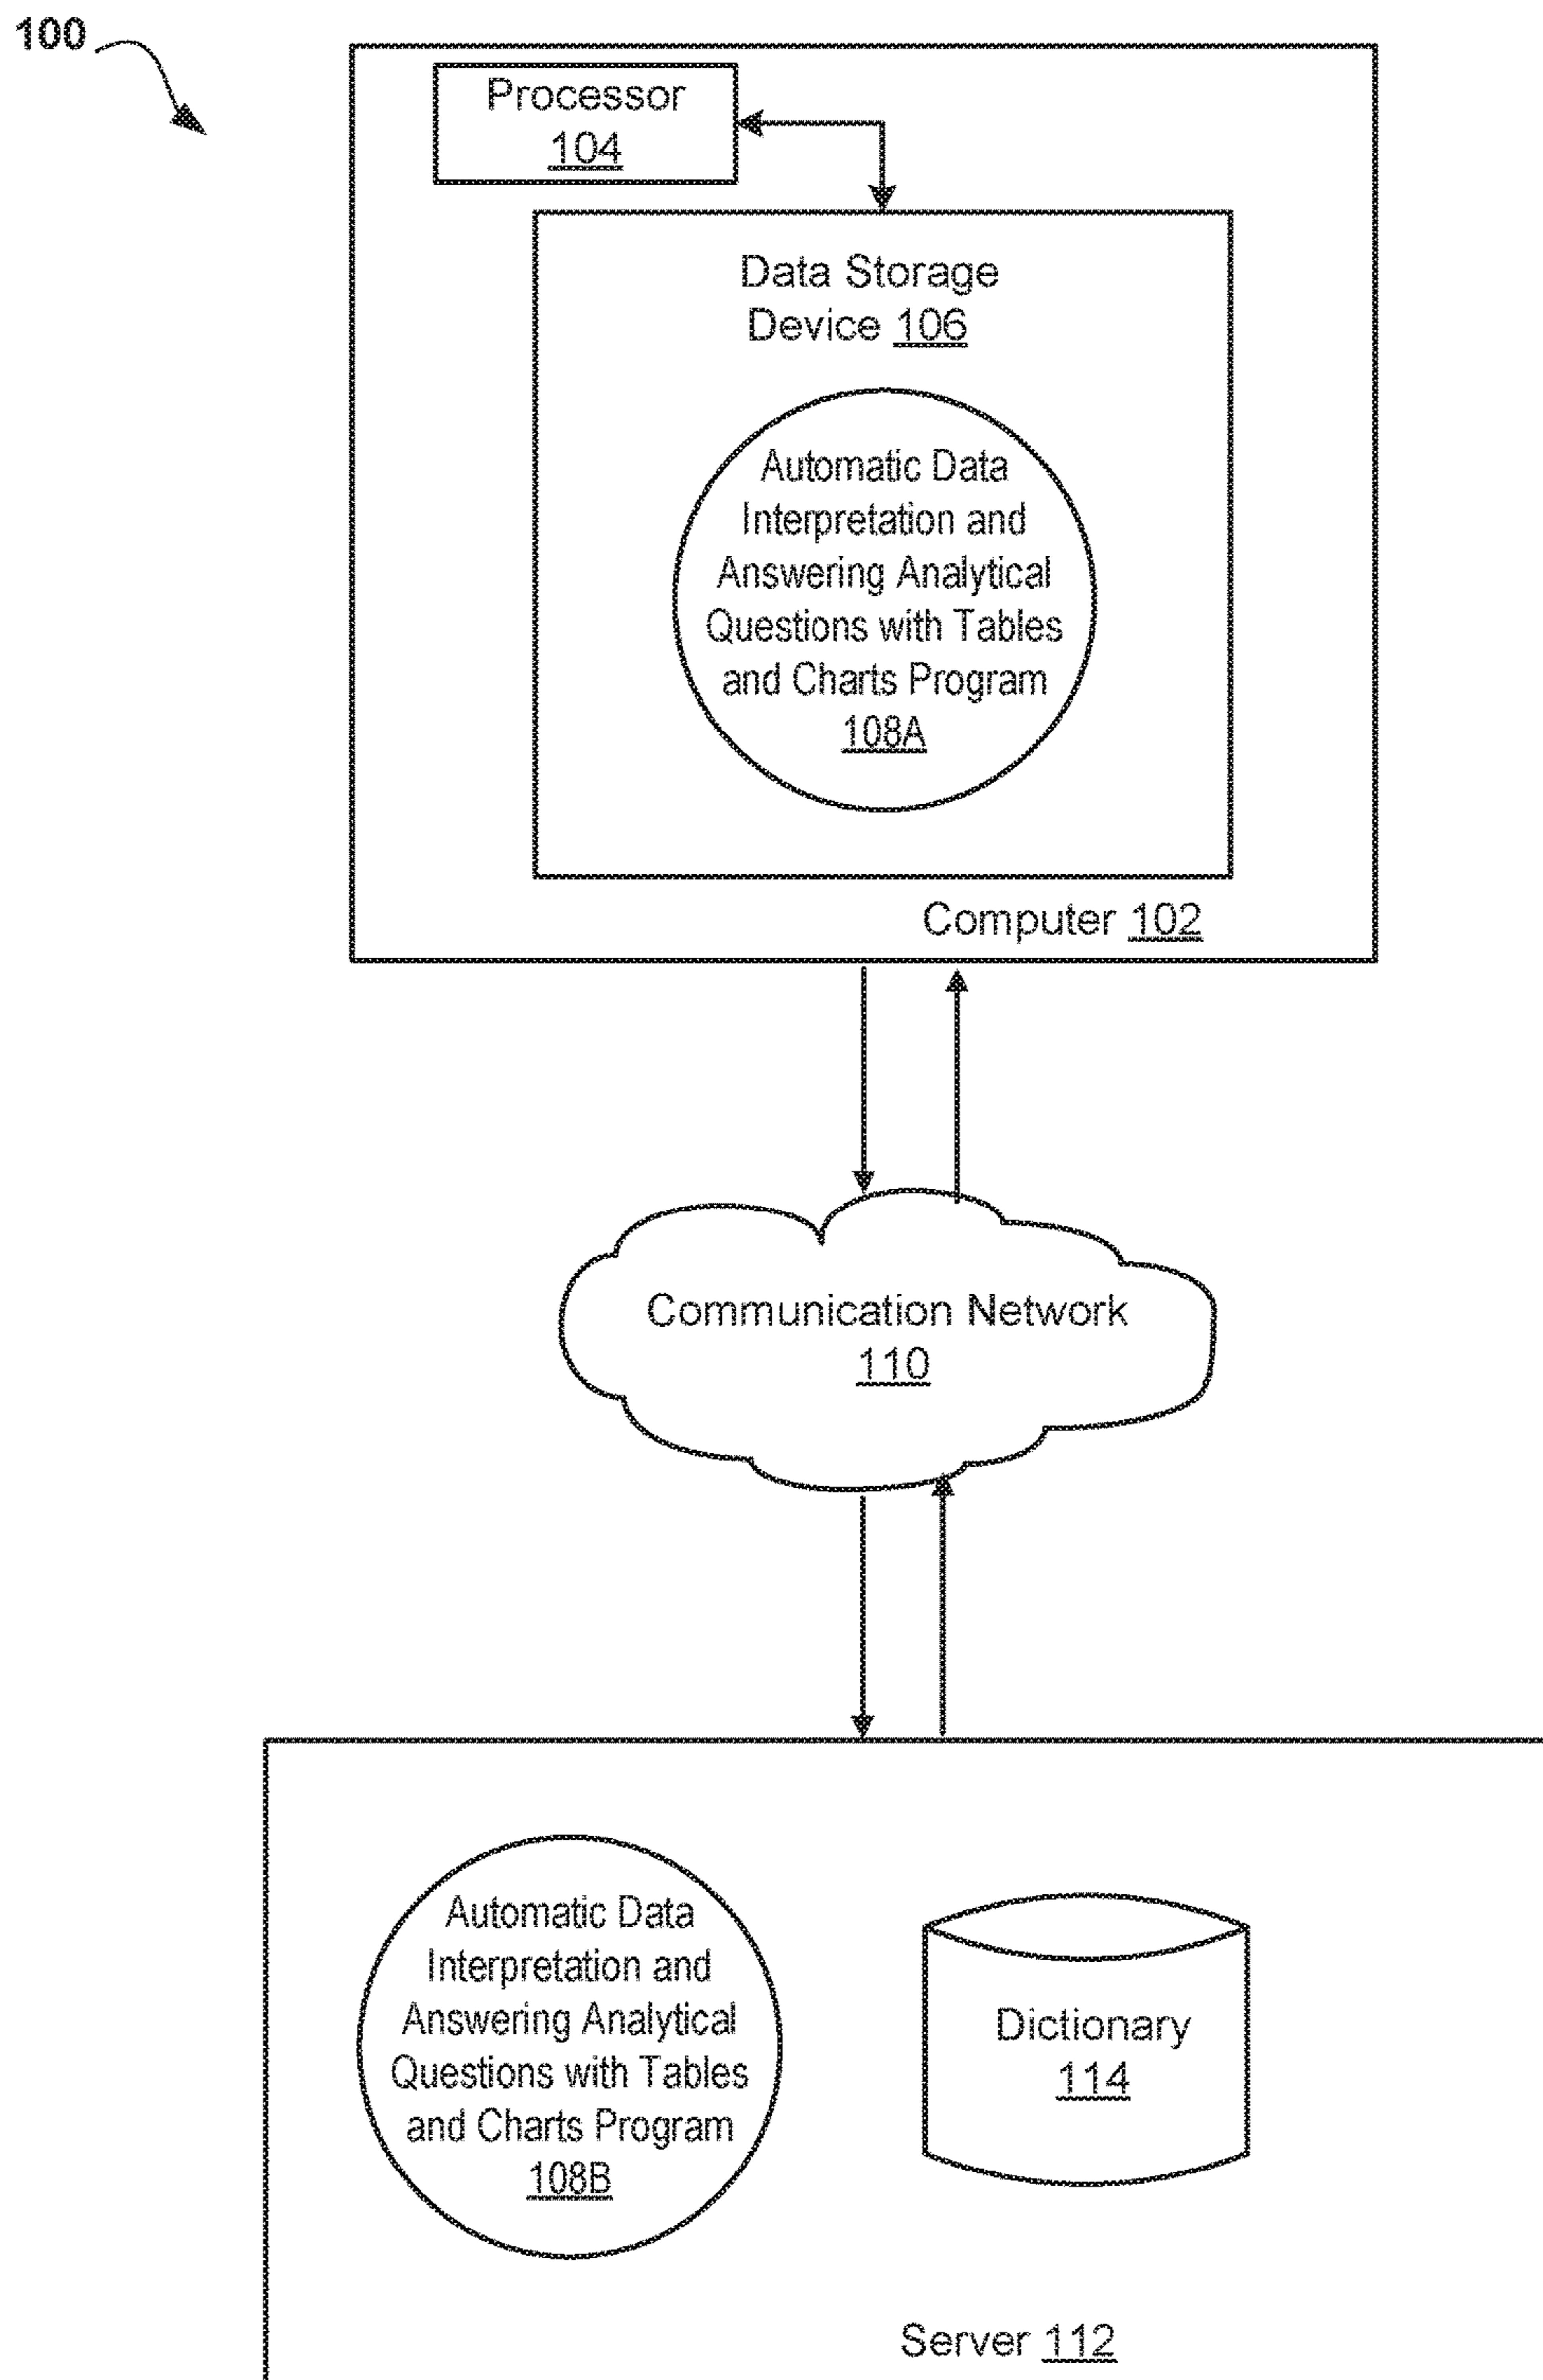 100
Processor
104
Data Storage
Device 106
Automatic Data
Interpretation and
Answering Analytical
Questions with Tables
and Charts Program
108A
Computer 102
Communication Network
110
Automatic Data
Interpretation and
Answering Analytical
Questions with Tables
and Charts Program
108B
Dictionary
114
Server 112